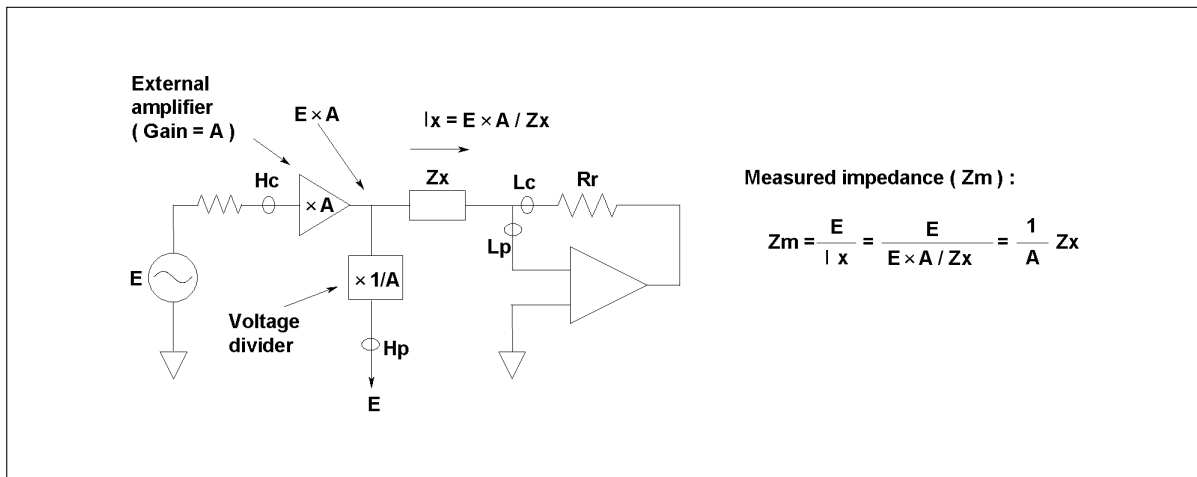 External
amplifier
( Gain = A )
E × A
Ix = E × A / Zx
Hc
× A
Zx
Lc
Rr
Lp
E
× 1/A
Voltage
divider
Hp
E
Measured impedance ( Zm ) :
Zm = E / Ix = E / E × A / Zx = 1 / A Zx